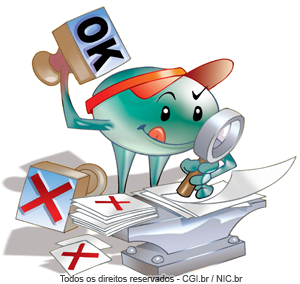 OK
Todos os direitos reservados - CGI.br / NIC.br